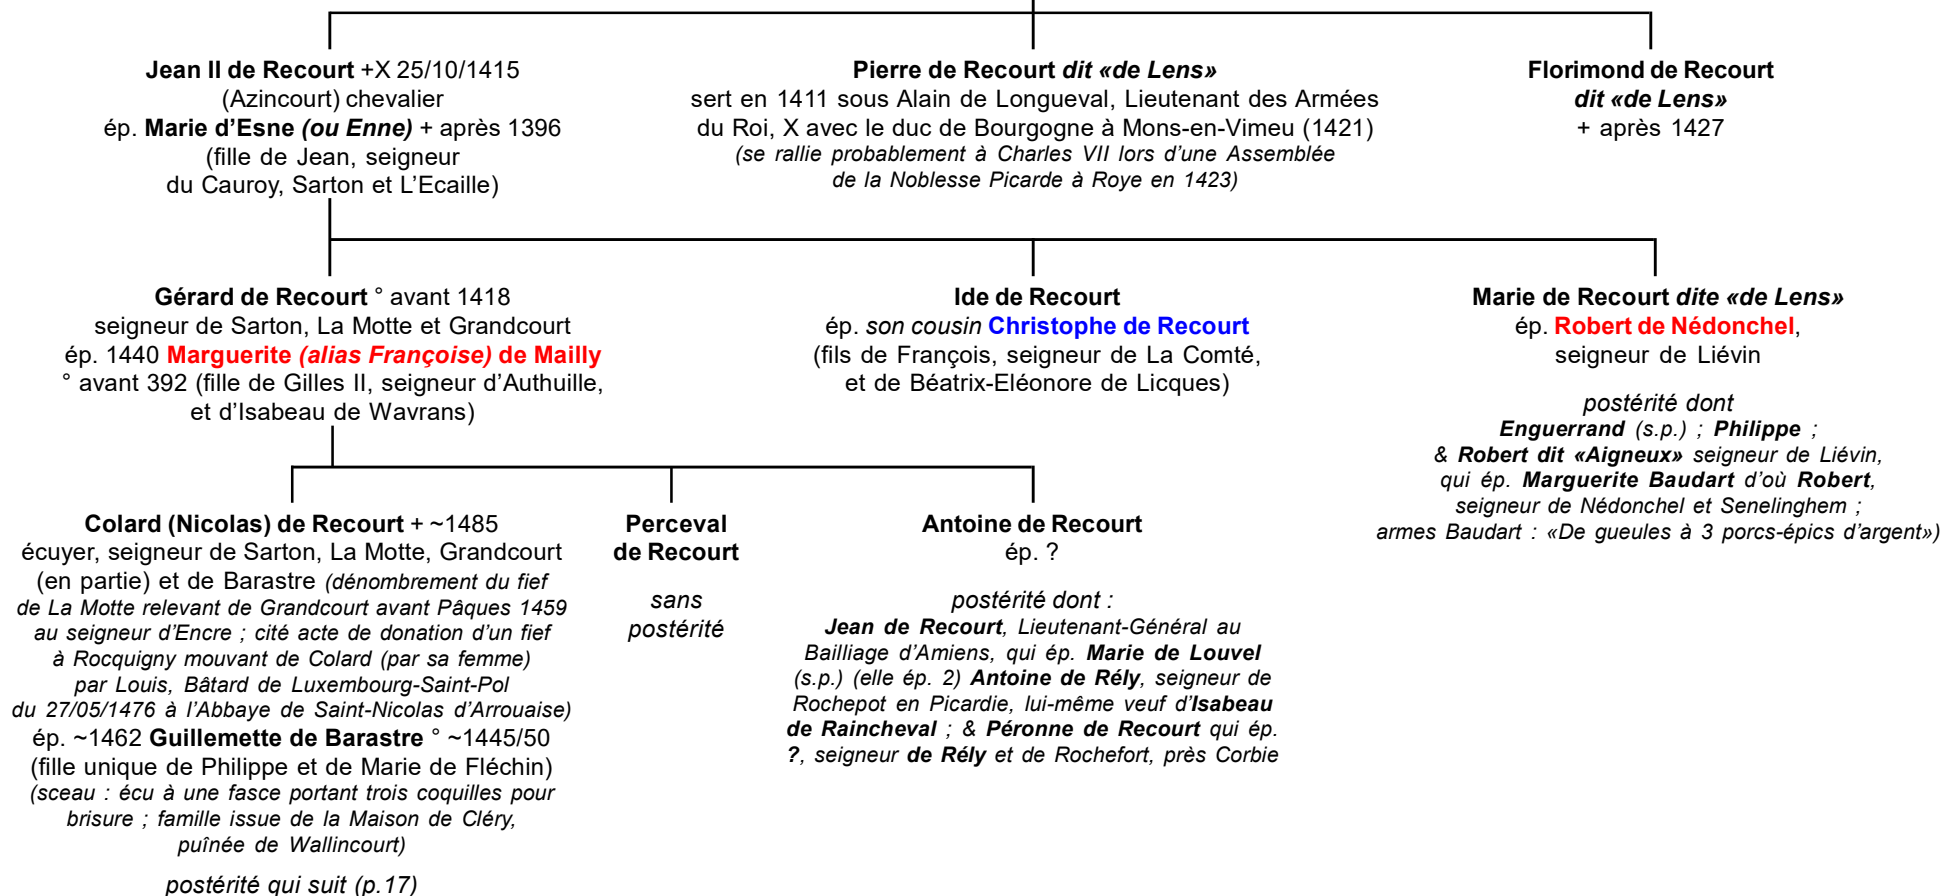 Jean II de Recourt +X 25/10/1415
(Azincourt) chevalier
ép. Marie d'Esne (ou Enne) + après 1396
(fille de Jean, seigneur
du Cauroy, Sarton et L'Ecaille)
Pierre de Recourt dit «de Lens»
sert en 1411 sous Alain de Longueval, Lieutenant des Armées
du Roi, X avec le duc de Bourgogne à Mons-en-Vimeu (1421)
(se rallie probablement à Charles VII lors d'une Assemblée
de la Noblesse Picarde à Roye en 1423)
Florimond de Recourt
dit «de Lens»
+ après 1427
Gérard de Recourt ° avant 1418
seigneur de Sarton, La Motte et Grandcourt
ép. 1440 Marguerite (alias Françoise) de Mailly
° avant 392 (fille de Gilles II, seigneur d'Authuille,
et d'Isabeau de Wavrans)
Ide de Recourt
ép. son cousin Christophe de Recourt
(fils de François, seigneur de La Comté,
et de Béatrix-Eléonore de Licques)
Marie de Recourt dite «de Lens»
ép. Robert de Nédonchel,
seigneur de Liévin
postérité dont
Enguerrand (s.p.) ; Philippe ;
& Robert dit «Aigneux» seigneur de Liévin,
qui ép. Marguerite Baudart d'où Robert,
seigneur de Nédonchel et Senelinghem ;
armes Baudart : «De gueules à 3 porcs-épics d'argent»)
Colard (Nicolas) de Recourt + ~1485
écuyer, seigneur de Sarton, La Motte, Grandcourt
(en partie) et de Barastre (dénombrement du fief
de La Motte relevant de Grandcourt avant Pâques 1459
au seigneur d'Encre ; cité acte de donation d'un fief
à Rocquigny mouvant de Colard (par sa femme)
par Louis, Bâtard de Luxembourg-Saint-Pol
du 27/05/1476 à l'Abbaye de Saint-Nicolas d'Arrouaise)
ép. ~1462 Guillemette de Barastre ° ~1445/50
(fille unique de Philippe et de Marie de Fléchin)
(sceau : écu à une fasce portant trois coquilles pour
brisure ; famille issue de la Maison de Cléry,
puînée de Wallincourt)
postérité qui suit (p.17)
Perceval
de Recourt
sans
postérité
Antoine de Recourt
ép. ?
postérité dont :
Jean de Recourt, Lieutenant-Général au
Bailliage d'Amiens, qui ép. Marie de Louvel
(s.p.) (elle ép. 2) Antoine de Rély, seigneur de
Rochepot en Picardie, lui-même veuf d'Isabeau
de Raincheval ; & Péronne de Recourt qui ép.
?, seigneur de Rély et de Rochefort, près Corbie